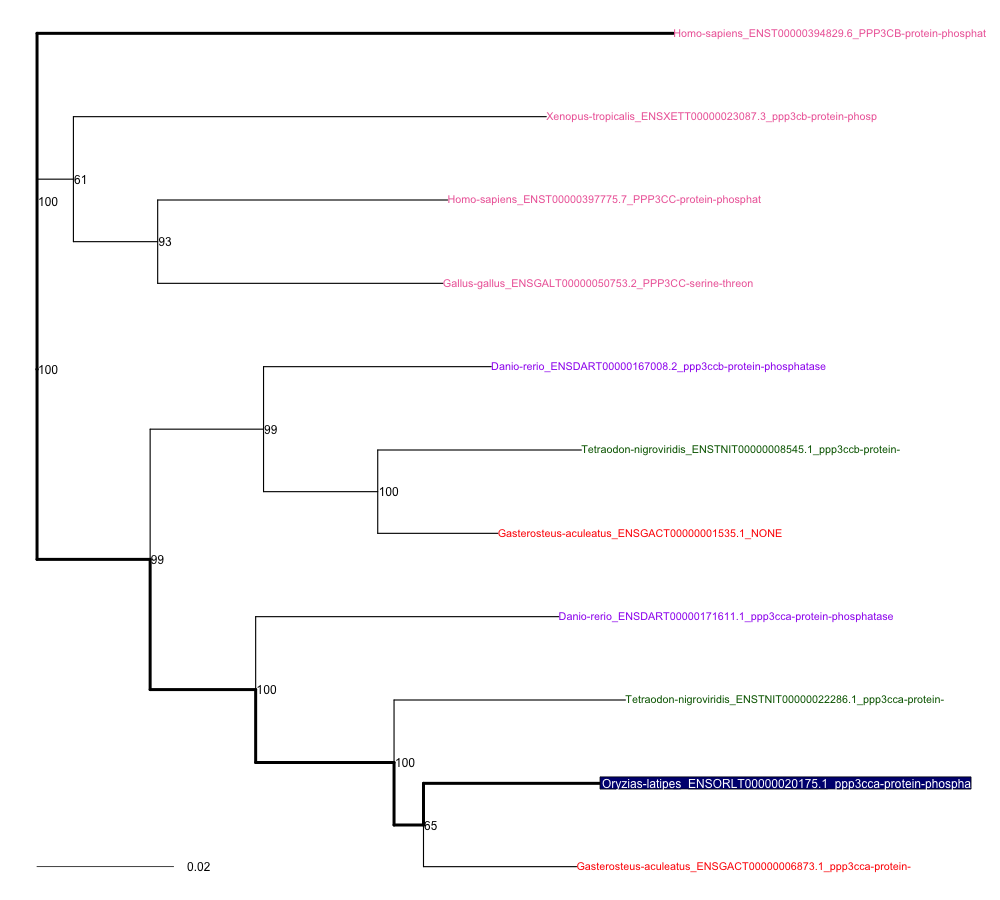 Homo-sapiens_ENST00000394829.6_PPP3CB-protein-phosphat
Xenopus-tropicalis_ENSXETT00000023087.3_ppp3cb-protein-phosp
61
100
Homo-sapiens_ENST00000397775.7_PPP3CC-protein-phosphat
93
Gallus-gallus_ENSGALT00000050753.2_PPP3CC-serine-threon
100
Danio-rerio_ENSDART00000167008.2_ppp3ccb-protein-phosphatase
99
Tetraodon-nigroviridis_ENSTNIT00000008545.1_ppp3ccb-protein-
100
Gasterosteus-aculeatus_ENSGACT00000001535.1_NONE
99
Danio-rerio_ENSDART00000171611.1_ppp3cca-protein-phosphatase
100
Tetraodon-nigroviridis_ENSTNIT00000022286.1_ppp3cca-protein-
100
Oryzias-latipes_ENSORLT00000020175.1_ppp3cca-protein-phospha
65
Gasterosteus-aculeatus_ENSGACT00000006873.1_ppp3cca-protein-
0.02